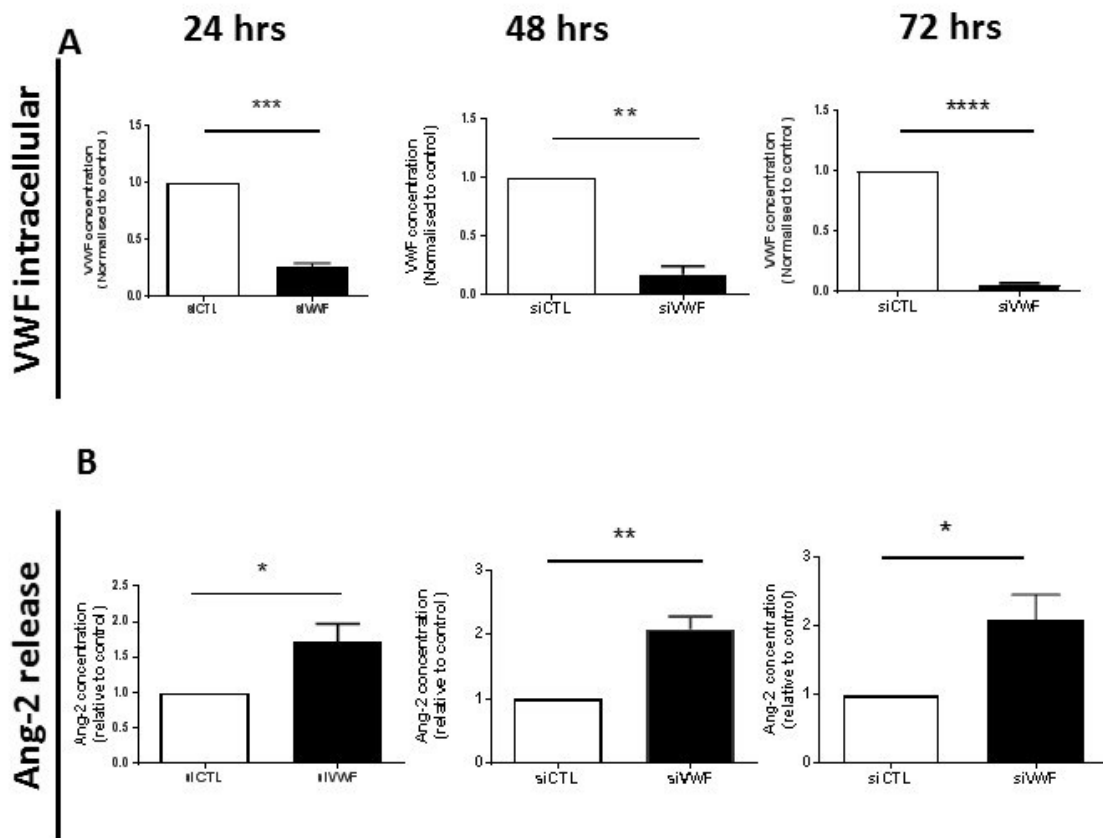 24 hrs
48 hrs
72 hrs
A
VWF intracellular
***
VWF concentration
(Normalised to control)
1.5
1.0
0.5
0.0
siCTL
siVWF
**
VWF concentration
(Normalised to control)
1.5
1.0
0.5
0.0
siCTL
siVWF
****
VWF concentration
(Normalised to control)
1.5
1.0
0.5
0.0
siCTL
siVWF
B
Ang-2 release
*
Ang-2 concentration
(relative to control)
2.5
2.0
1.5
1.0
0.5
0.0
siCTL
siVWF
**
Ang-2 concentration
(relative to control)
3
2
1
0
siCTL
siVWF
*
Ang-2 concentration
(relative to control)
3
2
1
0
siCTL
siVWF